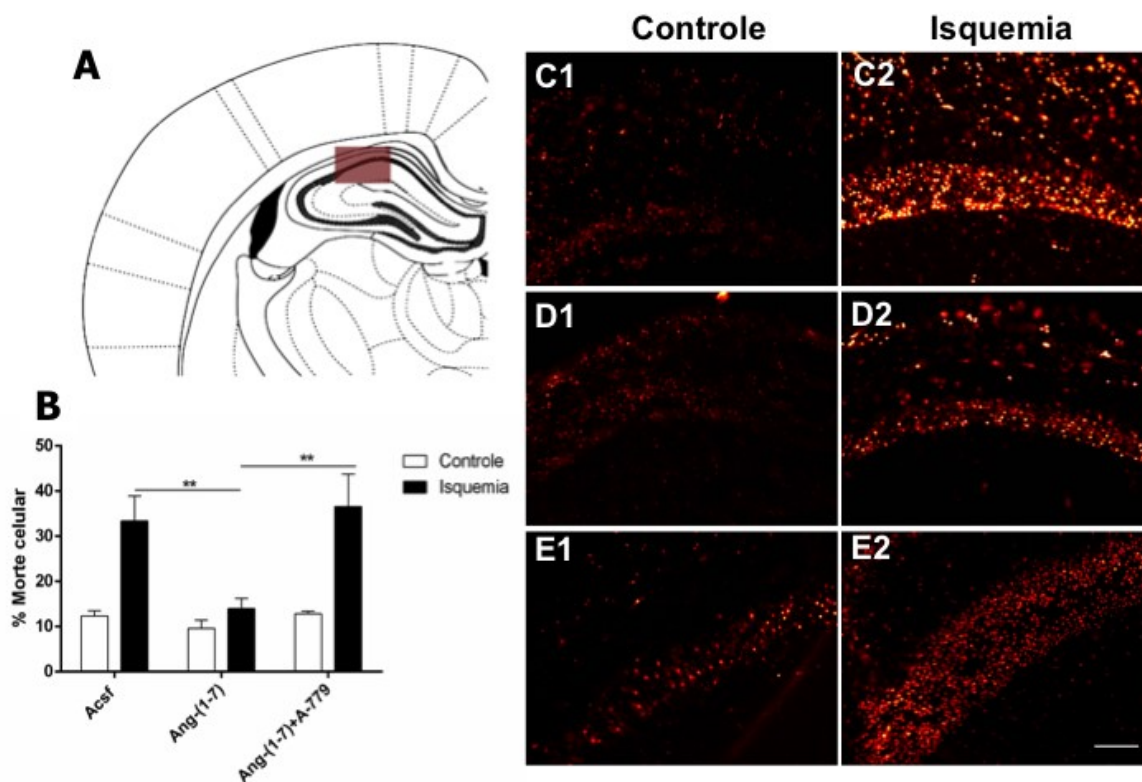 A
B
50
40
30
20
10
0
% Morte celular
**
**
Controle
Isquemia
Acsf
Ang-(1-7)
Ang-(1-7)+A-779
Controle
Isquemia
C1
C2
D1
D2
E1
E2